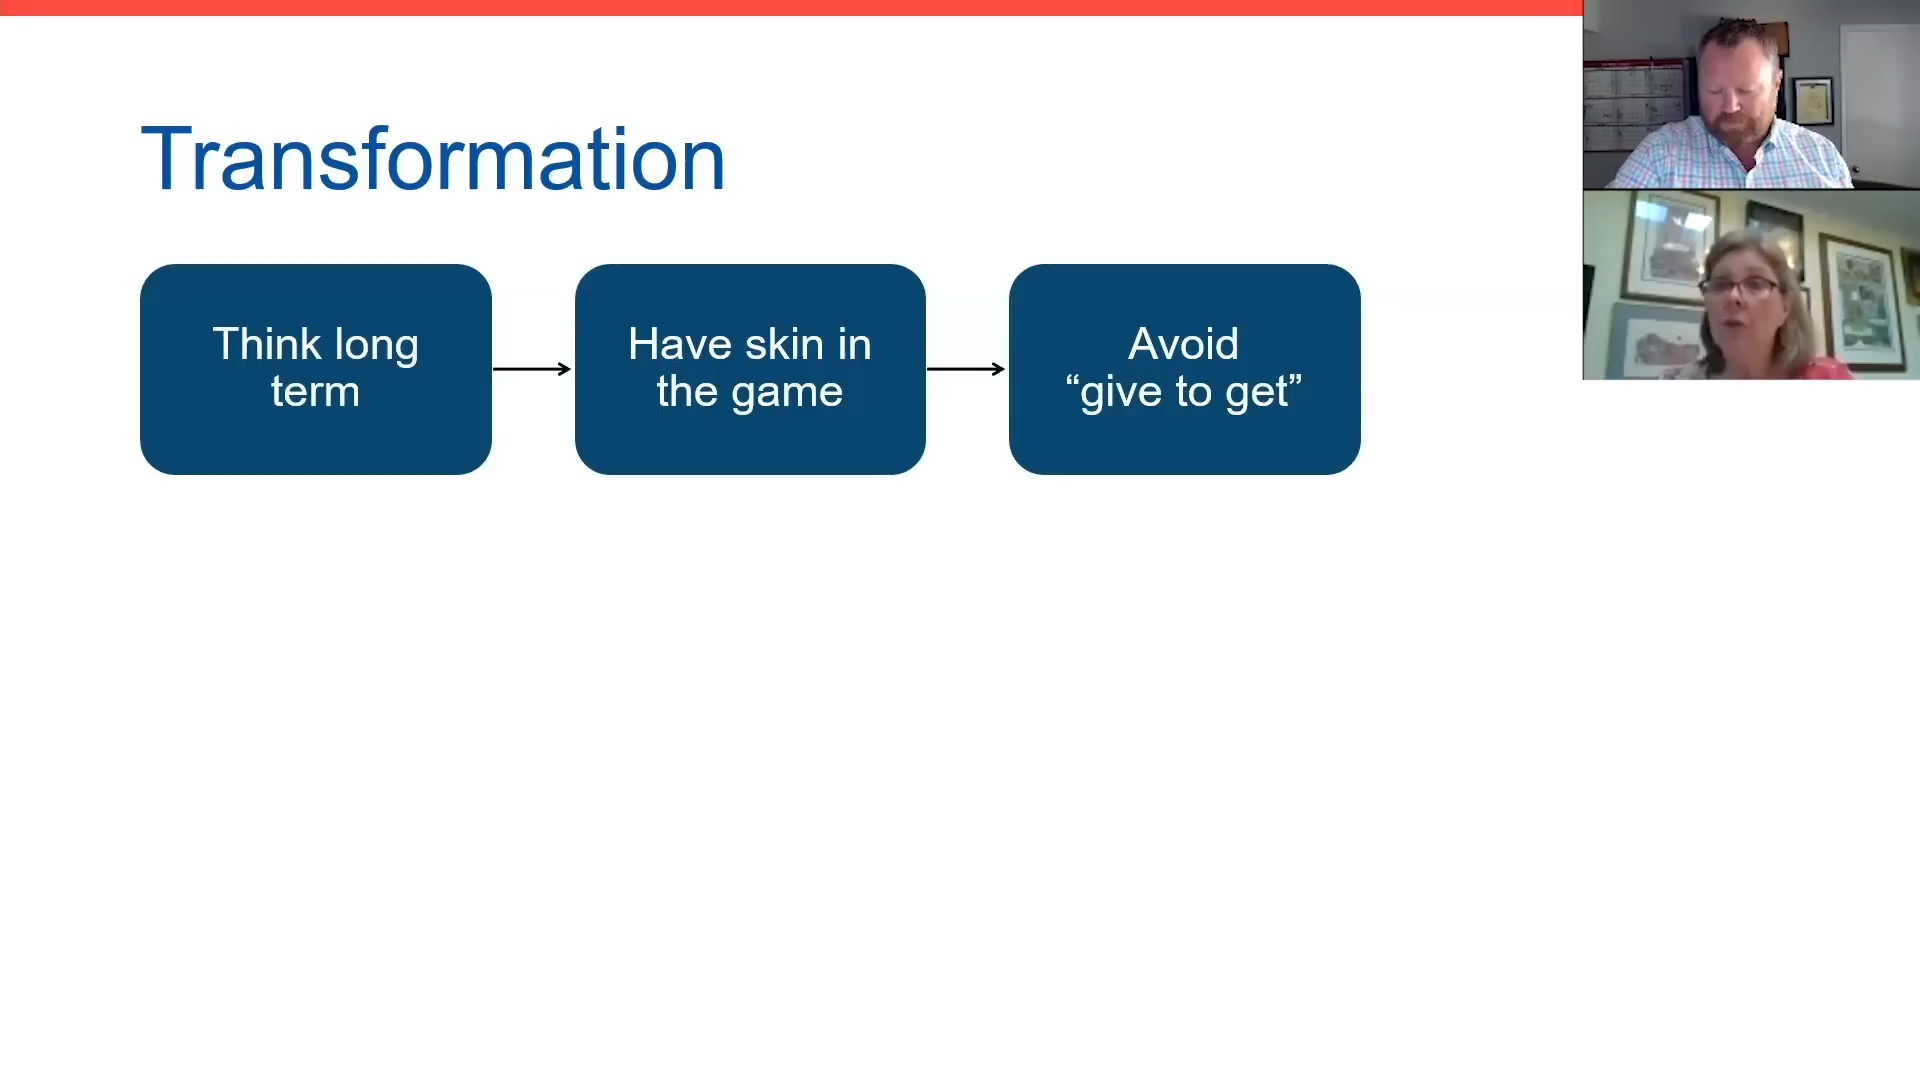 Transformation
Think long
term
Have skin in
the game
Avoid
“give to get”